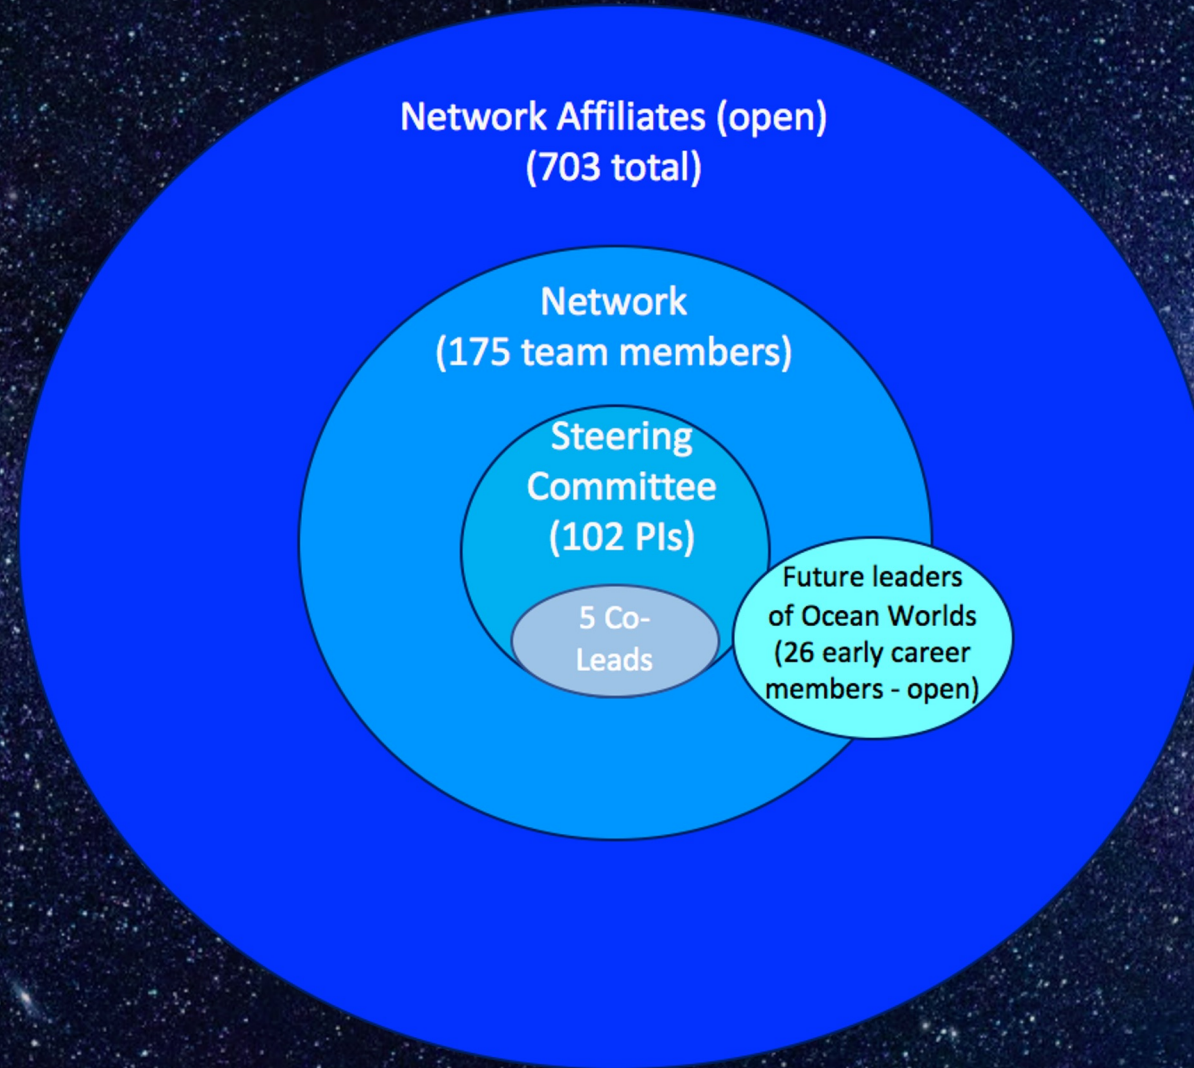 Network Affiliates (open)
(703 total)
Network
(175 team members)
Steering
Committee
(102 PIs)
5 Co-
Leads
Future leaders
of Ocean Worlds
(26 early career
members - open)